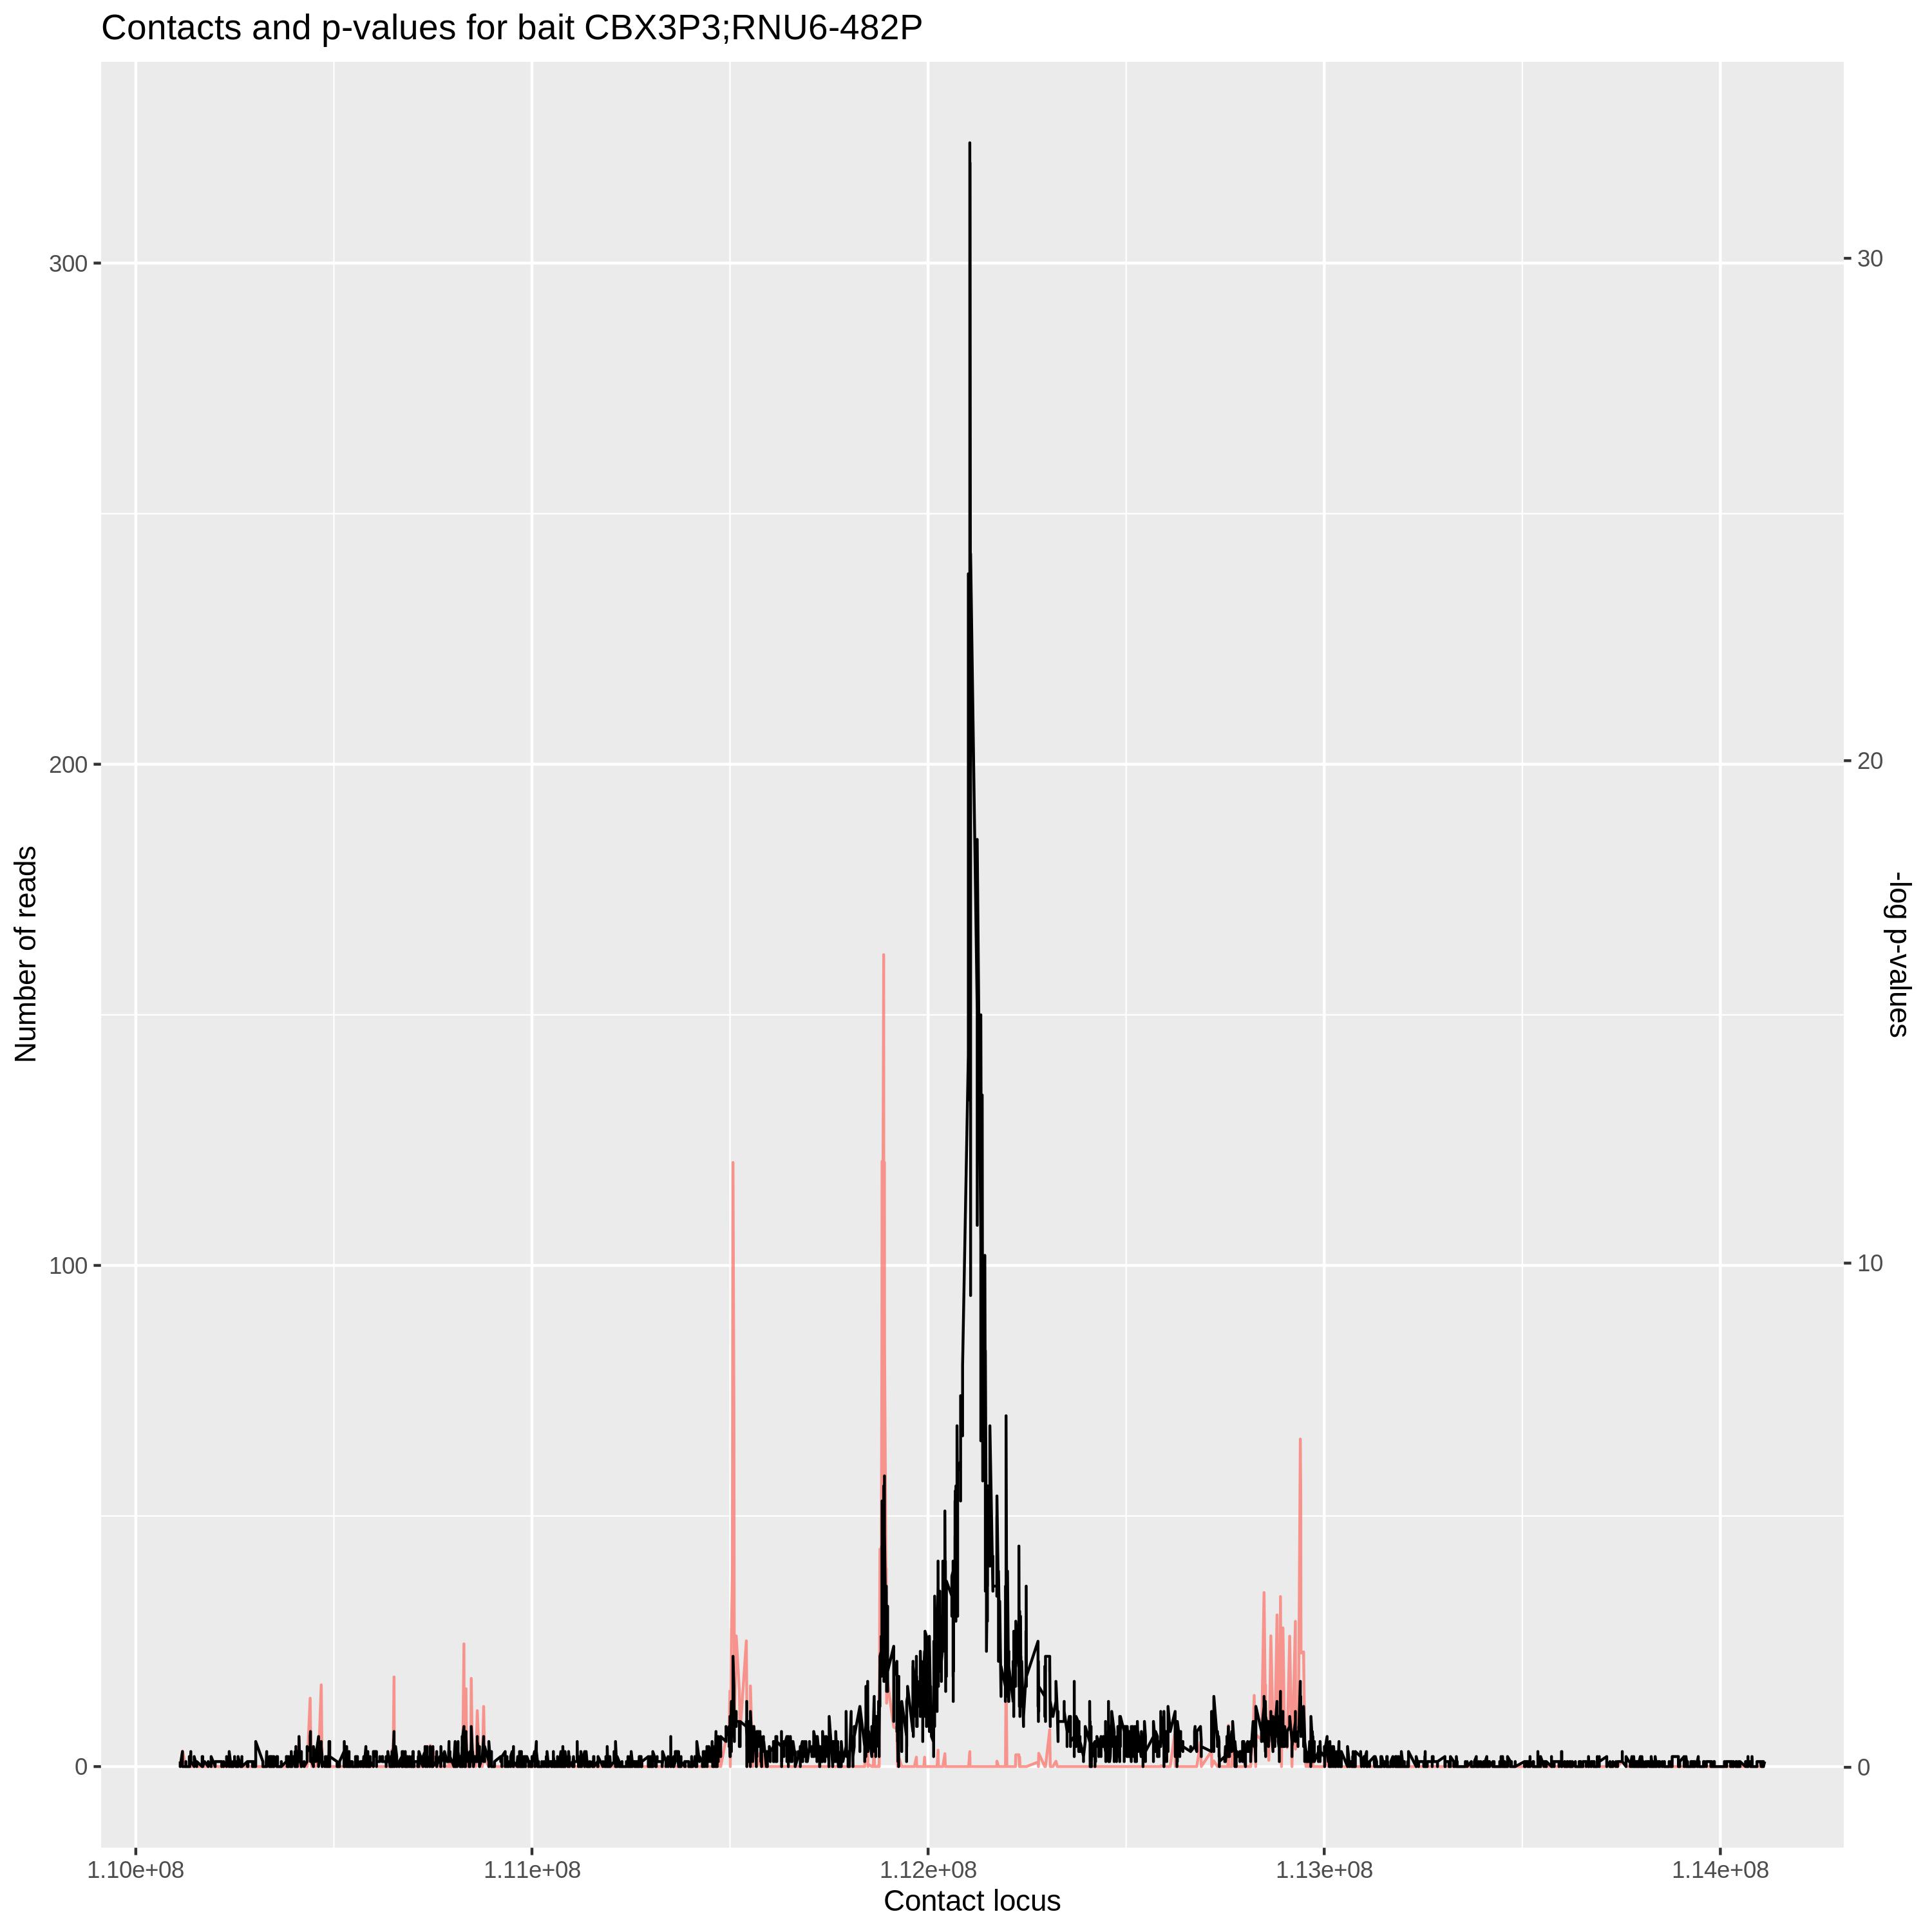 Contacts and p-values for bait CBX3P3;RNU6-482P
300
200
100
0
30
20
10
0
Number of reads
-log p-values
1.10e+08
1.11e+08
1.12e+08
1.13e+08
1.14e+08
Contact locus